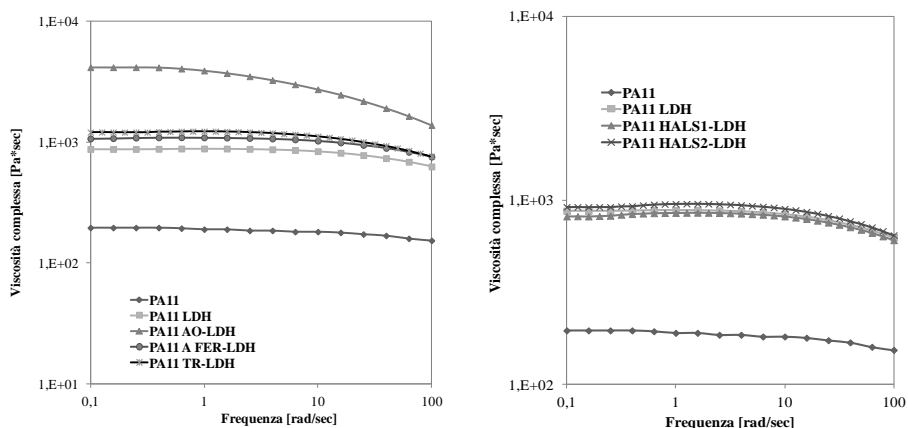 1,E+04
1,E+03
1,E+02
1,E+01
Viscosità complessa [Pa*sec]
PA11
PA11 LDH
PA11 AO-LDH
PA11 A FER-LDH
PA11 TR-LDH
0,1 1 10 100
Frequenza [rad/sec]
1,E+04
1,E+03
1,E+02
Viscosità complessa [Pa*sec]
PA11
PA11 LDH
PA11 HALS1-LDH
PA11 HALS2-LDH
0,1 1 10 100
Frequenza [rad/sec]